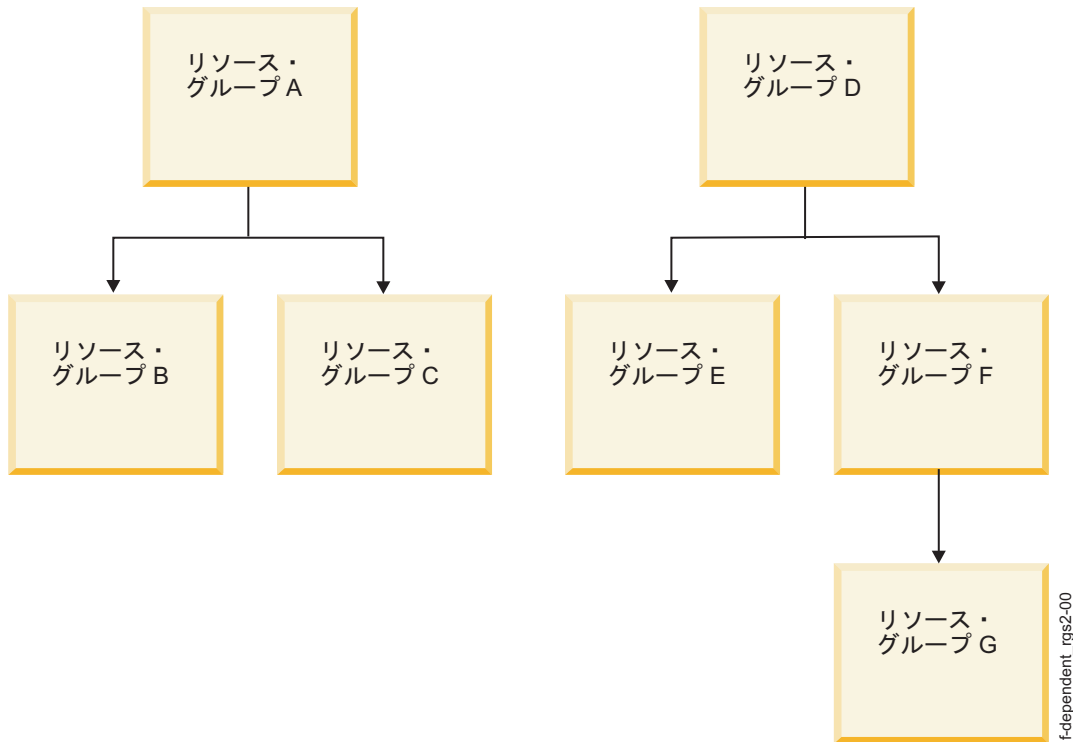 リソース・
グループ A
リソース・
グループ D
リソース・
グループ B
リソース・
グループ C
リソース・
グループ E
リソース・
グループ F
リソース・
グループ G
f-dependent_rgs2-00